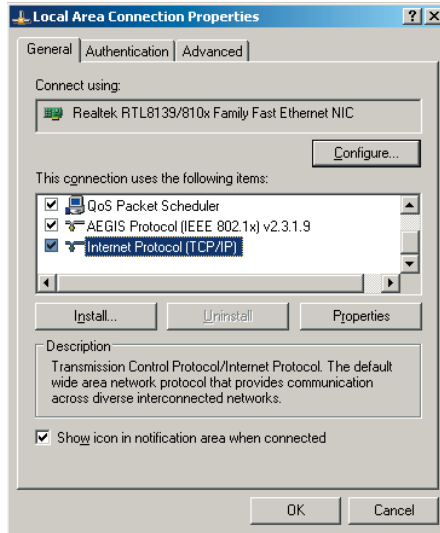 Local Area Connection Properties
General Authentication Advanced
Connect using:
Realtek RTL8139/810x Family Fast Ethernet NIC
Configure...
This connection uses the following items:
QoS Packet Scheduler
AEGIS Protocol (IEEE 802.1x) v2.3.1.9
Internet Protocol (TCP/IP)
Install... Uninstall Properties
Description
Transmission Control Protocol/Internet Protocol. The default
wide area network protocol that provides communication
across diverse interconnected networks.
Show icon in notification area when connected
OK Cancel